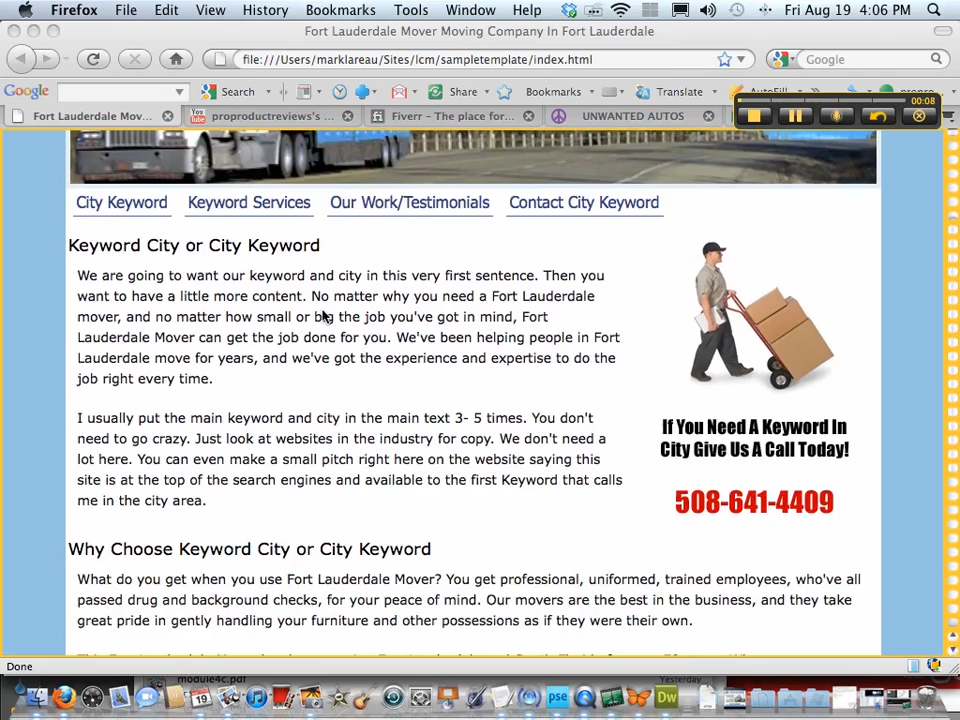 Firefox File Edit View History Bookmarks Tools Window Help Fri Aug 19 4:06 PM
Fort Lauderdale Mover Moving Company In Fort Lauderdale
file:///Users/marklareau/Sites/lcm/sampletemplate/index.html Google
Google Search Share Bookmarks Translate AutoFill
00:08
Fort Lauderdale Mov... proproductreviews's ... Fiverr – The place for... UNWANTED AUTOS
City Keyword Keyword Services Our Work/Testimonials Contact City Keyword
Keyword City or City Keyword
We are going to want our keyword and city in this very first sentence. Then you
want to have a little more content. No matter why you need a Fort Lauderdale
mover, and no matter how small or big the job you've got in mind, Fort
Lauderdale Mover can get the job done for you. We've been helping people in Fort
Lauderdale move for years, and we've got the experience and expertise to do the
job right every time.
I usually put the main keyword and city in the main text 3- 5 times. You don't
need to go crazy. Just look at websites in the industry for copy. We don't need a
lot here. You can even make a small pitch right here on the website saying this
site is at the top of the search engines and available to the first Keyword that calls
me in the city area.
If You Need A Keyword In
City Give Us A Call Today!
508-641-4409
Why Choose Keyword City or City Keyword
What do you get when you use Fort Lauderdale Mover? You get professional, uniformed, trained employees, who've all
passed drug and background checks, for your peace of mind. Our movers are the best in the business, and they take
great pride in gently handling your furniture and other possessions as if they were their own.
Done
module4c.pdf Yesterday
19 pse Dw